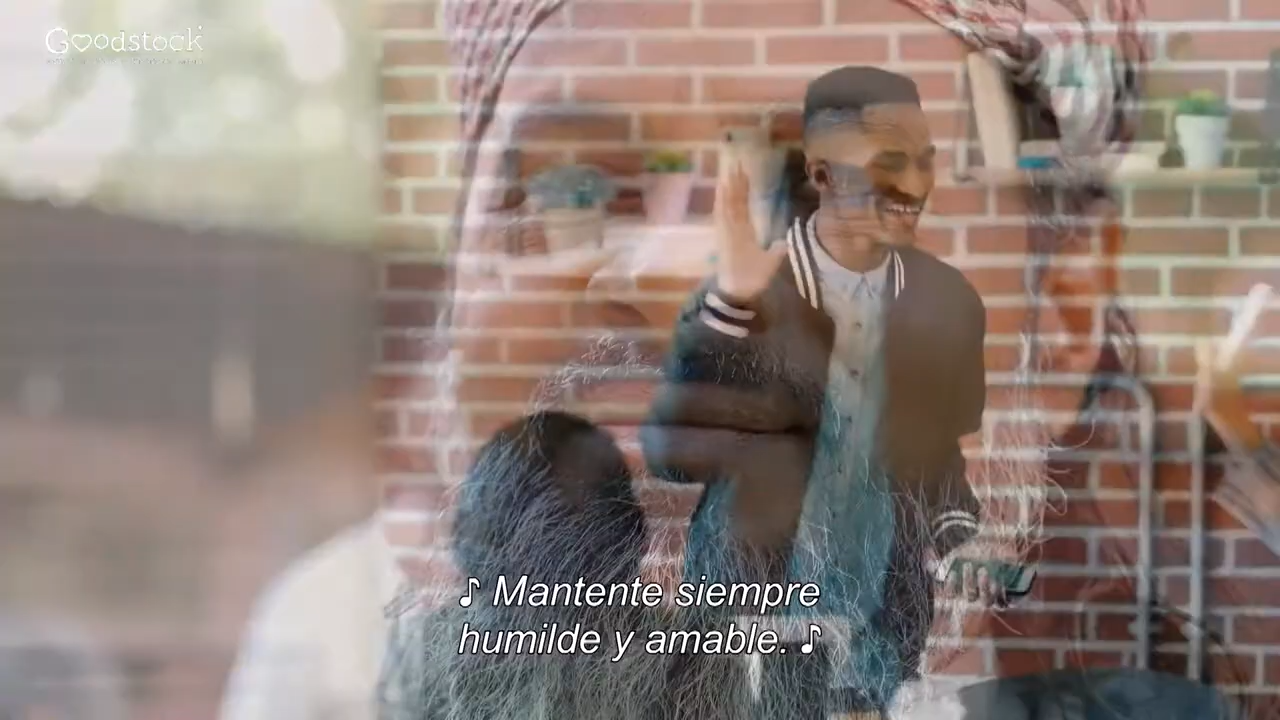 Goodstock
♪ Mantente siempre
humilde y amable. ♪